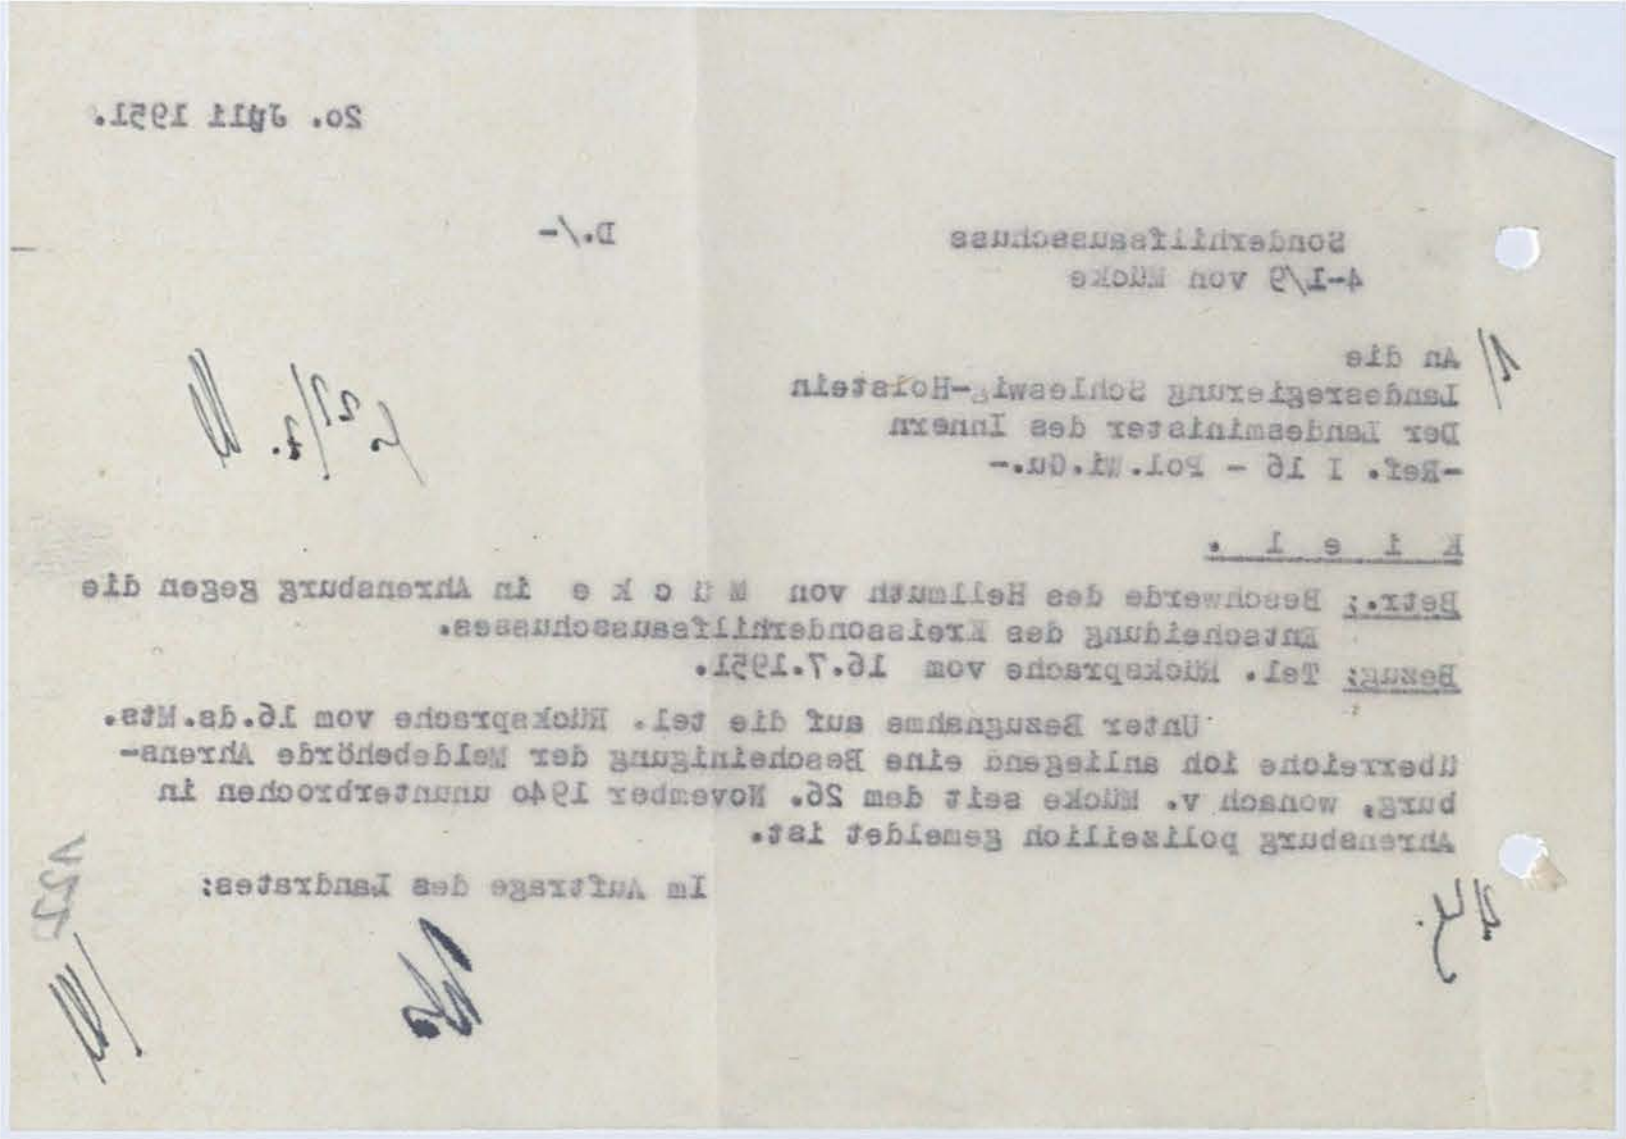 20. Juli 1951.
Sonderhilfsausschuss D./-
4-1/9 von Mücke
1/
An die
Landesregierung Schleswig-Holstein
Der Landesminister des Innern
-Ref. I 16 - Pol.Wi.Gu.-
K i e l .
Betr.: Beschwerde des Hellmuth von M ü c k e in Ahrensburg gegen die
Entscheidung des Kreissonderhilfsausschusses.
Bezug: Tel. Rücksprache vom 16.7.1951.
Unter Bezugnahme auf die tel. Rücksprache vom 16.ds.Mts.
überreiche ich anliegend eine Bescheinigung der Meldebehörde Ahrens-
burg, wonach v. Mücke seit dem 26. November 194o ununterbrochen in
Ahrensburg polizeilich gemeldet ist.
Im Auftrage des Landrates: